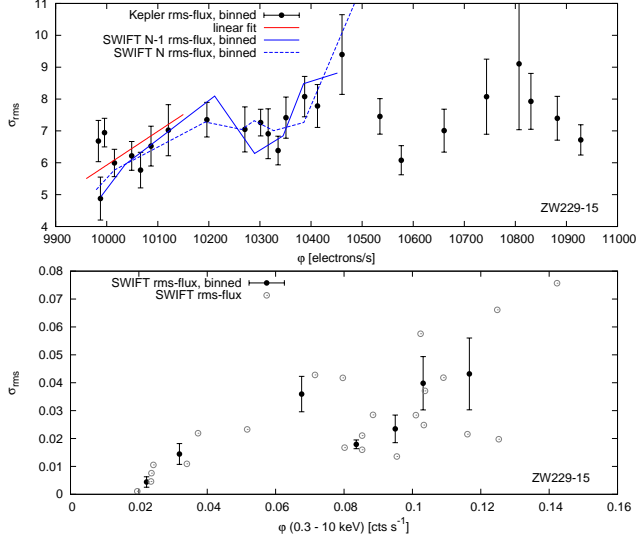 Kepler rms-flux, binned
linear fit
SWIFT N-1 rms-flux, binned
SWIFT N rms-flux, binned
11
10
9
8
7
6
5
4
σrms
ZW229-15
9900 10000 10100 10200 10300 10400 10500 10600 10700 10800 10900 11000
φ [electrons/s]
SWIFT rms-flux, binned
SWIFT rms-flux
0.08
0.07
0.06
0.05
0.04
0.03
0.02
0.01
0
σrms
ZW229-15
0 0.02 0.04 0.06 0.08 0.1 0.12 0.14 0.16
φ (0.3 - 10 keV) [cts s⁻¹]